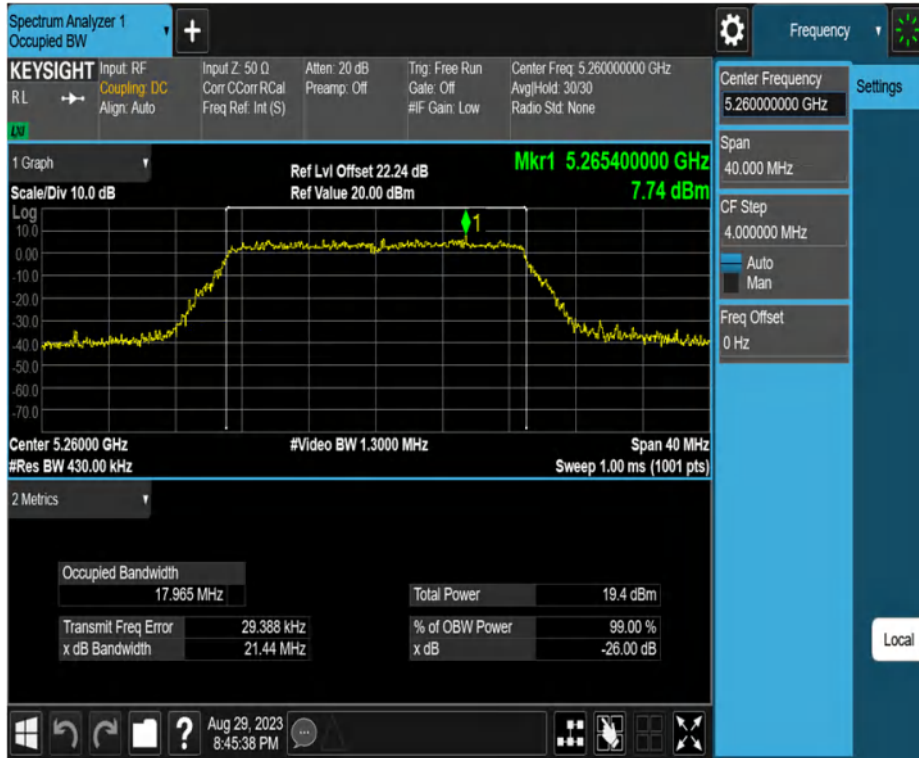 Spectrum Analyzer 1
Occupied BW
+
Frequency
KEYSIGHT
RL
LXI
Input: RF
Coupling: DC
Align: Auto
Input Z: 50 Ω
Corr CCorr RCal
Freq Ref: Int (S)
Atten: 20 dB
Preamp: Off
Trig: Free Run
Gate: Off
#IF Gain: Low
Center Freq: 5.260000000 GHz
Avg|Hold: 30/30
Radio Std: None
Center Frequency
5.260000000 GHz
Settings
Span
40.000 MHz
CF Step
4.000000 MHz
Auto
Man
Freq Offset
0 Hz
1 Graph
Scale/Div 10.0 dB
Ref Lvl Offset 22.24 dB
Ref Value 20.00 dBm
Mkr1 5.265400000 GHz
7.74 dBm
Log
10.0
0.00
-10.0
-20.0
-30.0
-40.0
-50.0
-60.0
-70.0
1
Center 5.26000 GHz
#Video BW 1.3000 MHz
Span 40 MHz
#Res BW 430.00 kHz
Sweep 1.00 ms (1001 pts)
2 Metrics
Occupied Bandwidth
17.965 MHz
Total Power 19.4 dBm
Transmit Freq Error 29.388 kHz
% of OBW Power 99.00 %
x dB Bandwidth 21.44 MHz
x dB -26.00 dB
Local
?
Aug 29, 2023
8:45:38 PM